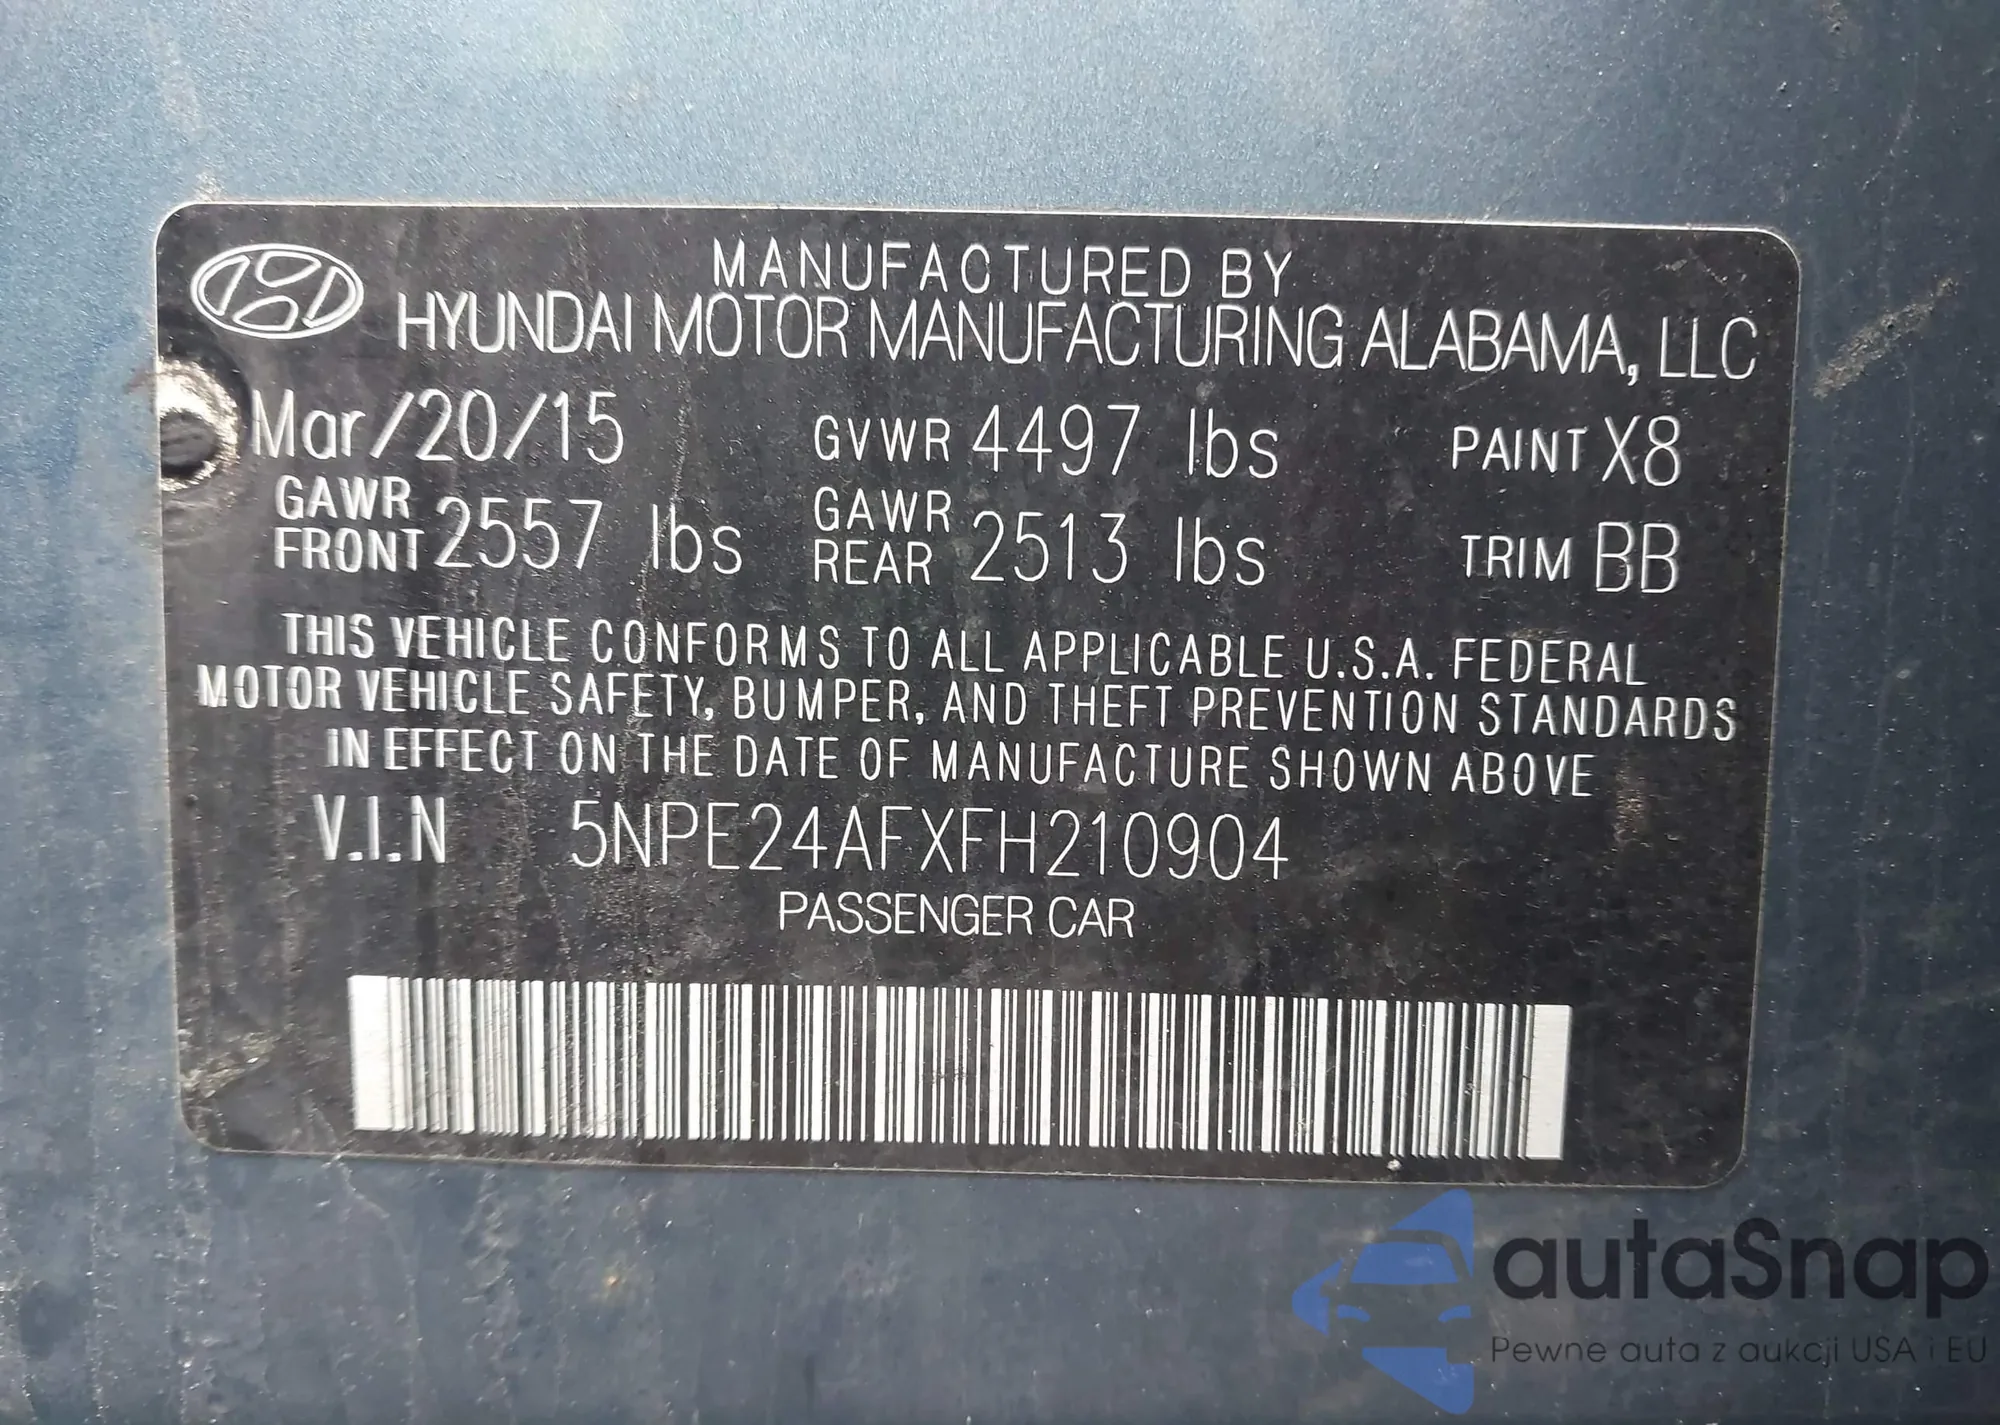 MANUFACTURED BY
HYUNDAI MOTOR MANUFACTURING ALABAMA, LLC
Mar/20/15 GVWR 4497 lbs PAINT X8
GAWR FRONT 2557 lbs GAWR REAR 2513 lbs TRIM BB
THIS VEHICLE CONFORMS TO ALL APPLICABLE U.S.A. FEDERAL
MOTOR VEHICLE SAFETY, BUMPER, AND THEFT PREVENTION STANDARDS
IN EFFECT ON THE DATE OF MANUFACTURE SHOWN ABOVE
V.I.N 5NPE24AFXFH210904
PASSENGER CAR
autaSnap
Pewne auta z aukcji USA i EU